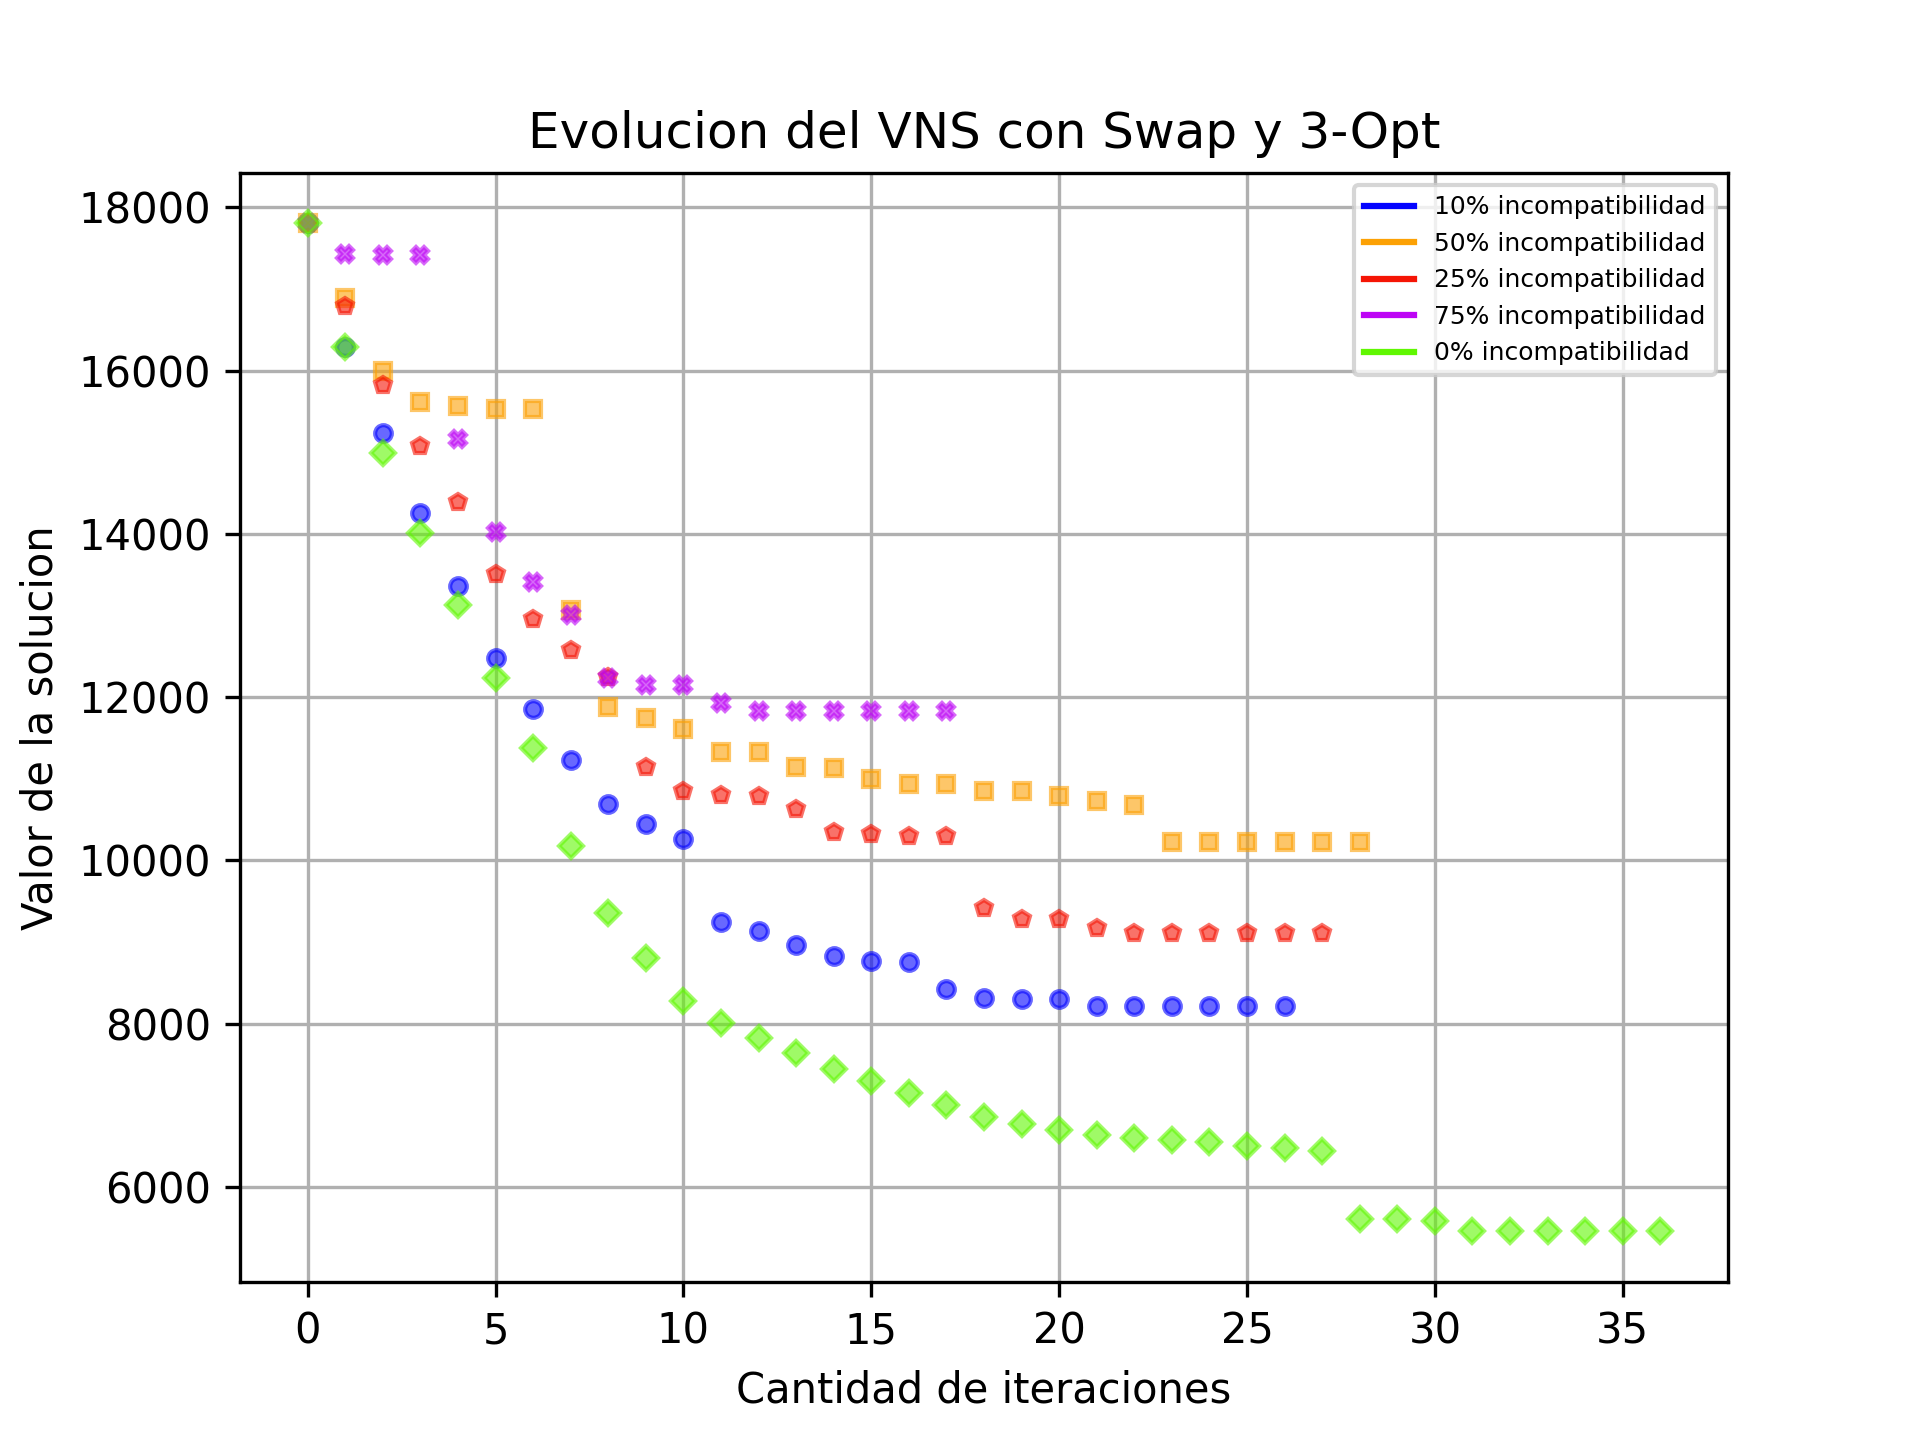 Evolucion del VNS con Swap y 3-Opt
10% incompatibilidad
50% incompatibilidad
25% incompatibilidad
75% incompatibilidad
0% incompatibilidad
Valor de la solucion
18000
16000
14000
12000
10000
8000
6000
0 5 10 15 20 25 30 35
Cantidad de iteraciones